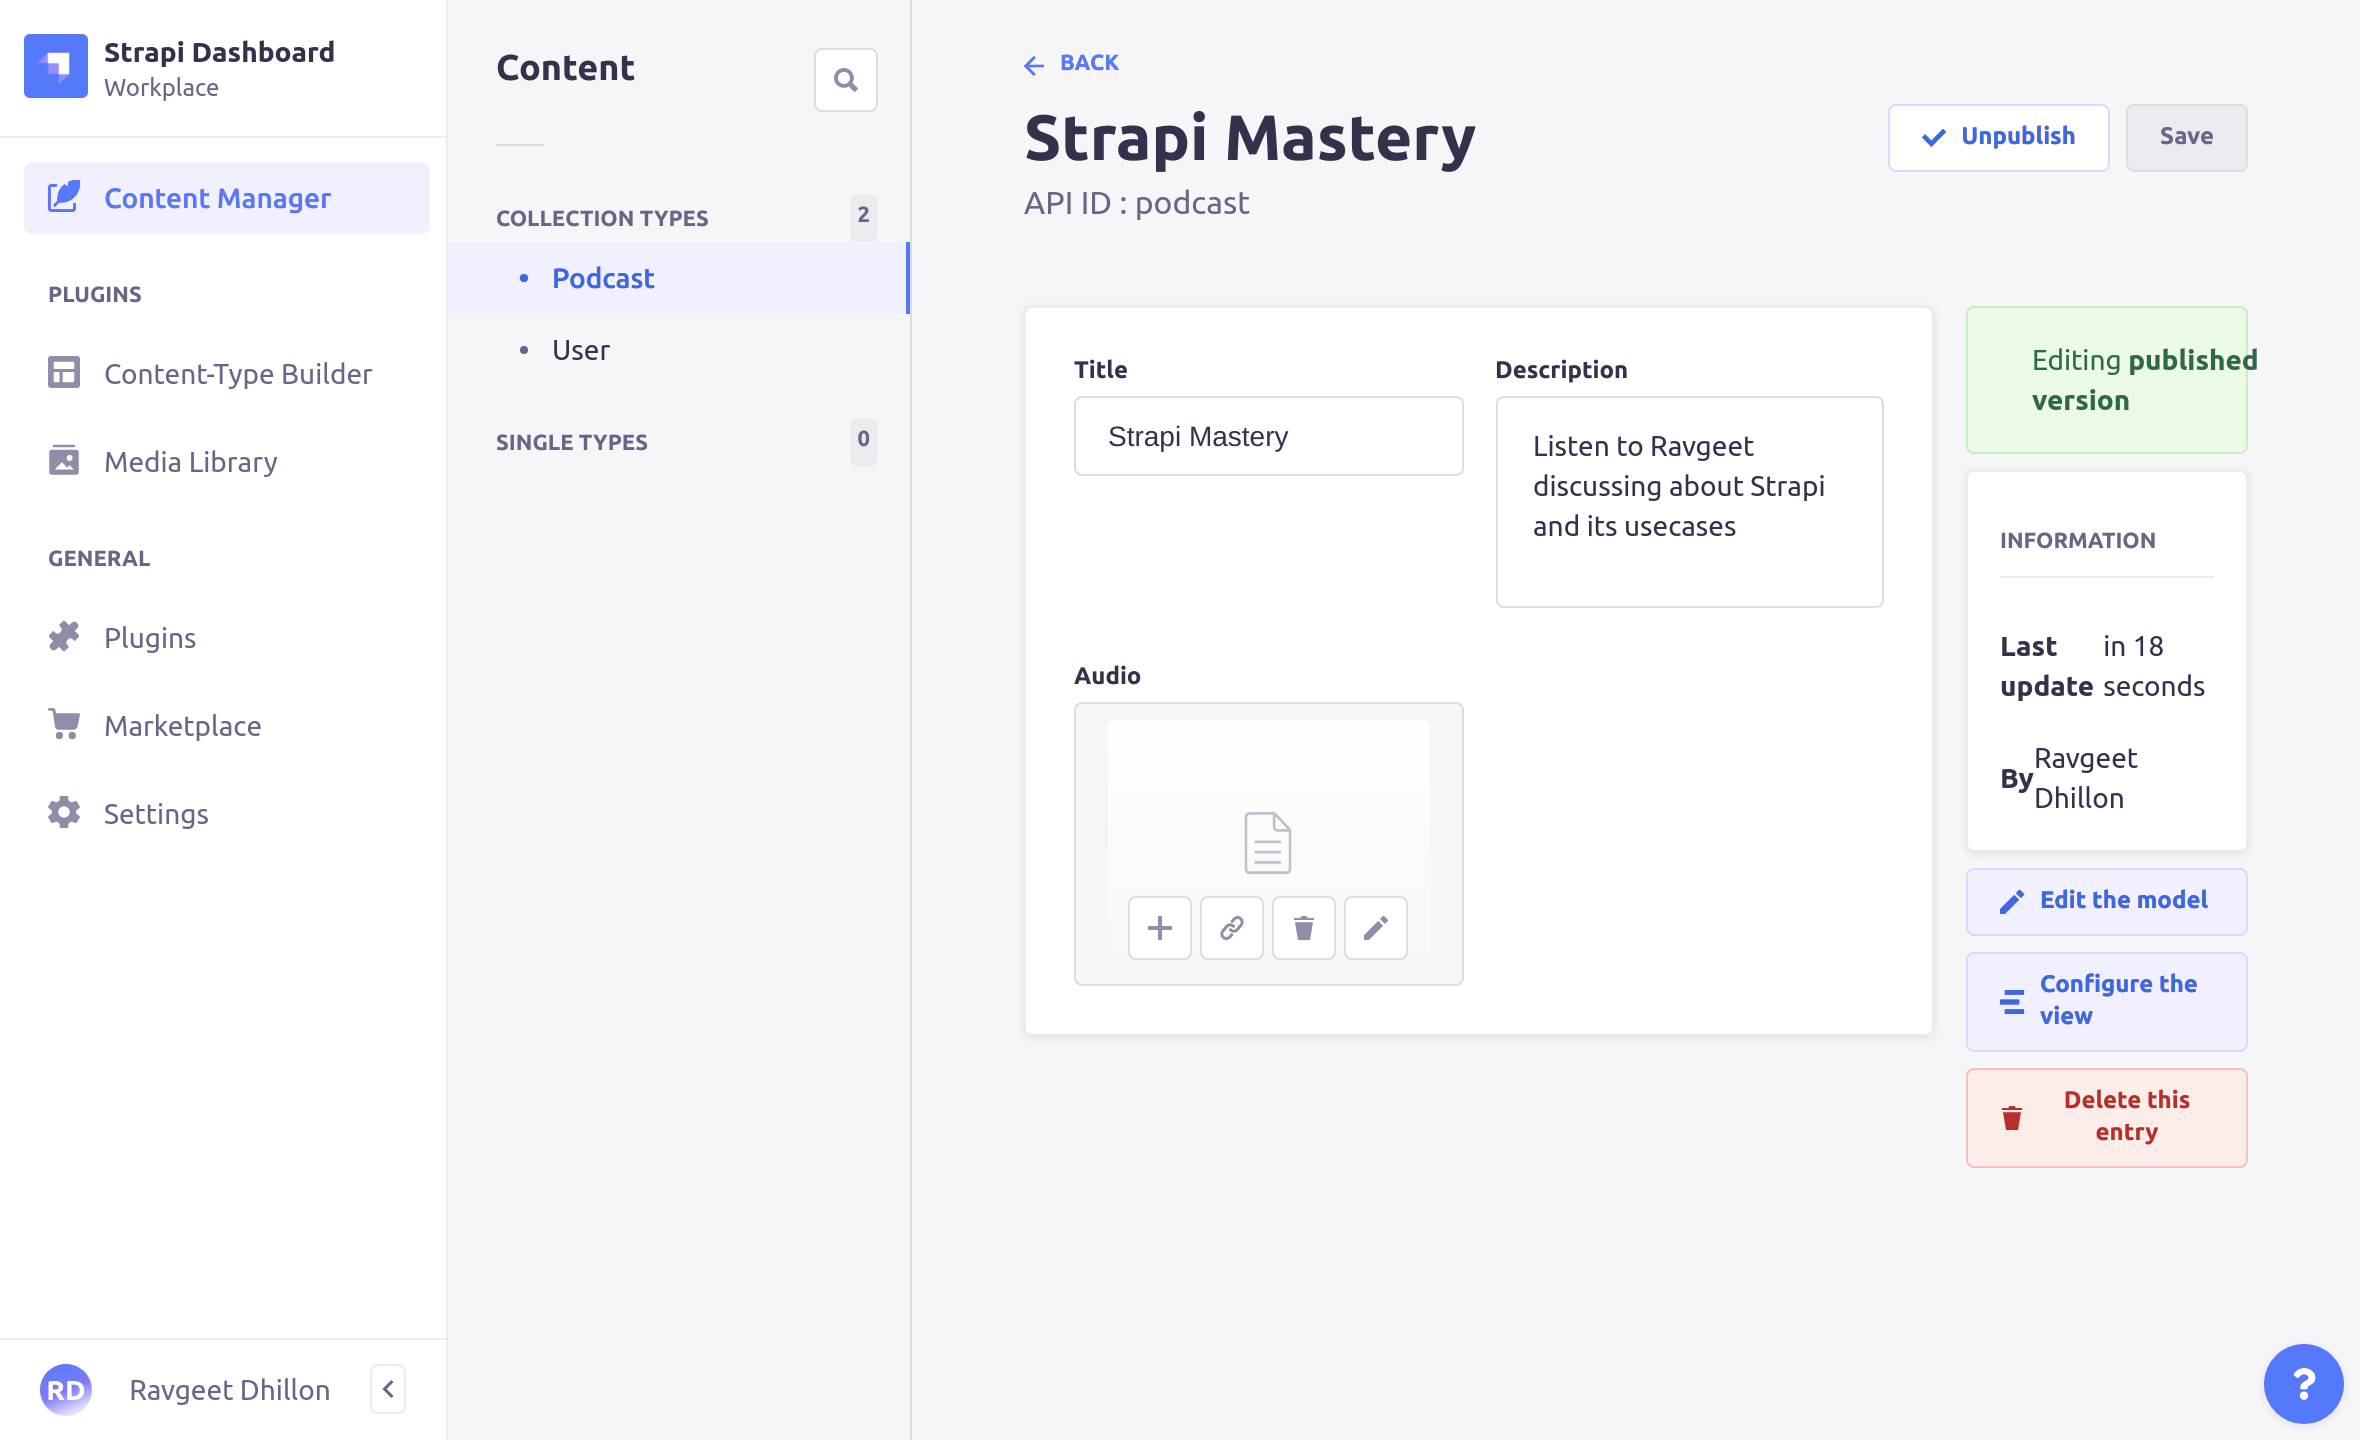 Strapi Dashboard
Workplace
Content Manager
PLUGINS
Content-Type Builder
Media Library
GENERAL
Plugins
Marketplace
Settings
RD
Ravgeet Dhillon
Content
COLLECTION TYPES
2
Podcast
User
SINGLE TYPES
0
BACK
Strapi Mastery
API ID : podcast
Unpublish
Save
Title
Strapi Mastery
Description
Listen to Ravgeet
discussing about Strapi
and its usecases
Audio
Editing published
version
INFORMATION
Last update
in 18 seconds
By
Ravgeet Dhillon
Edit the model
Configure the
view
Delete this
entry
?